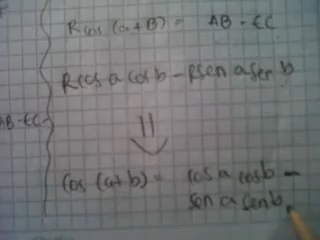 Rcos (a+B) = AB - EC
Rcos a cos b - Rsen a sen b
AB-EC
cos (a+b) = cos a cos b -
sen a sen b.